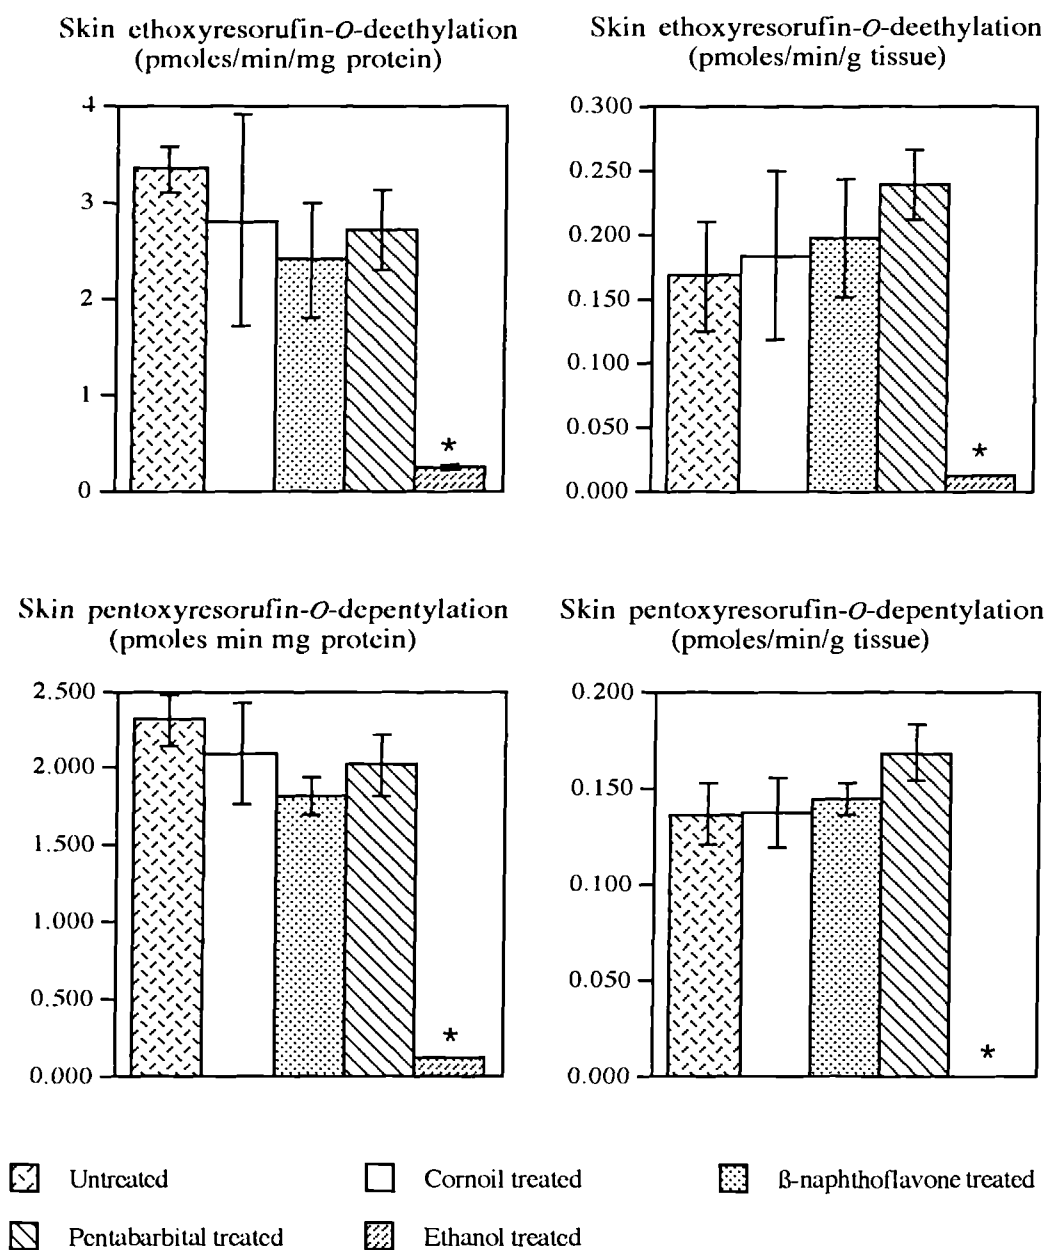 Skin ethoxyresorufin-O-deethylation
(pmoles/min/mg protein)
4
3
2
1
0
*
Skin ethoxyresorufin-O-deethylation
(pmoles/min/g tissue)
0.300
0.250
0.200
0.150
0.100
0.050
0.000
*
Skin pentoxyresorufin-O-depentylation
(pmoles min mg protein)
2.500
2.000
1.500
1.000
0.500
0.000
*
Skin pentoxyresorufin-O-depentylation
(pmoles/min/g tissue)
0.200
0.150
0.100
0.050
0.000
*
Untreated
Cornoil treated
ß-naphthoflavone treated
Pentabarbital treated
Ethanol treated